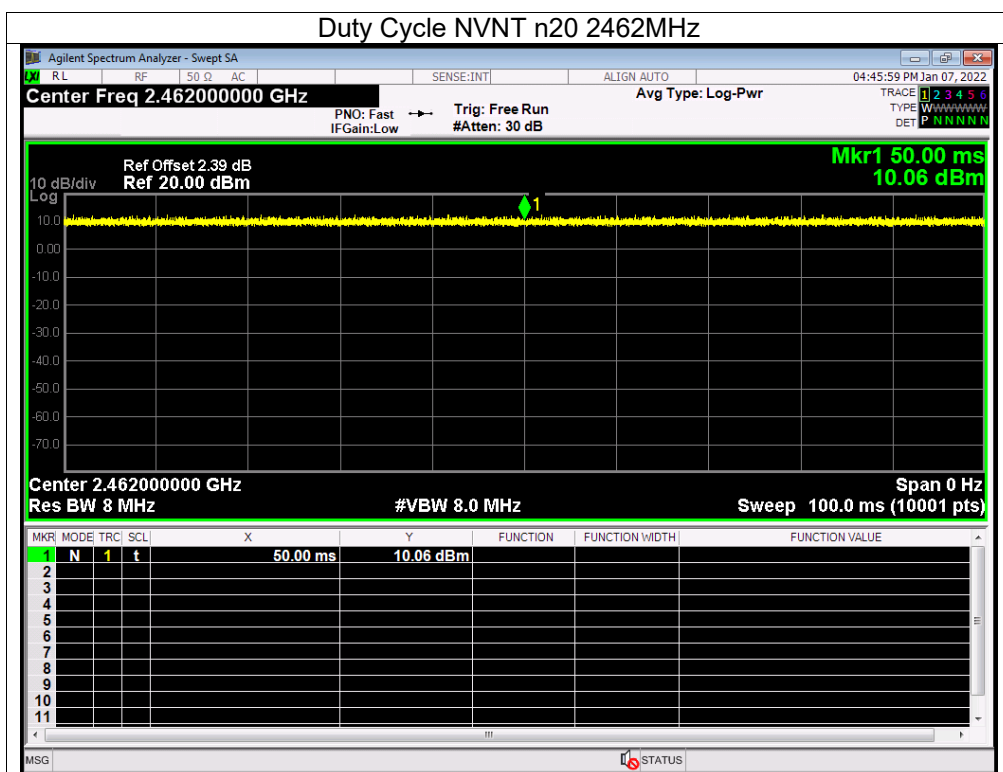 Duty Cycle NVNT n20 2462MHz
Agilent Spectrum Analyzer - Swept SA
LXI RL RF 50 Ω AC SENSE:INT ALIGN AUTO 04:45:59 PM Jan 07, 2022
Center Freq 2.462000000 GHz Avg Type: Log-Pwr TRACE 1 2 3 4 5 6
PNO: Fast Trig: Free Run TYPE WWWWWW
IFGain:Low #Atten: 30 dB DET P N N N N N
Mkr1 50.00 ms
Ref Offset 2.39 dB
10 dB/div Ref 20.00 dBm 10.06 dBm
Log
1
10.0
0.00
-10.0
-20.0
-30.0
-40.0
-50.0
-60.0
-70.0
Center 2.462000000 GHz Span 0 Hz
Res BW 8 MHz #VBW 8.0 MHz Sweep 100.0 ms (10001 pts)
MKR MODE TRC SCL X Y FUNCTION FUNCTION WIDTH FUNCTION VALUE
1 N 1 t 50.00 ms 10.06 dBm
2
3
4
5
6
7
8
9
10
11
MSG STATUS